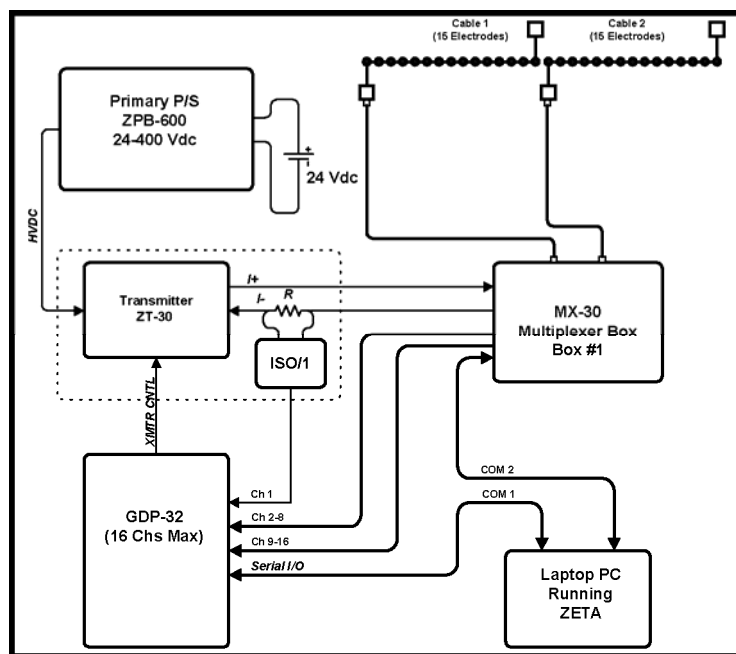 Cable 1
(15 Electrodes)
Cable 2
(15 Electrodes)
Primary P/S
ZPB-600
24-400 Vdc
+
24 Vdc
HVDC
Transmitter
ZT-30
I+
I-
R
ISO/1
MX-30
Multiplexer Box
Box #1
XMTR CNTL
GDP-32
(16 Chs Max)
Ch 1
Ch 2-8
Ch 9-16
Serial I/O
COM 2
COM 1
Laptop PC
Running
ZETA